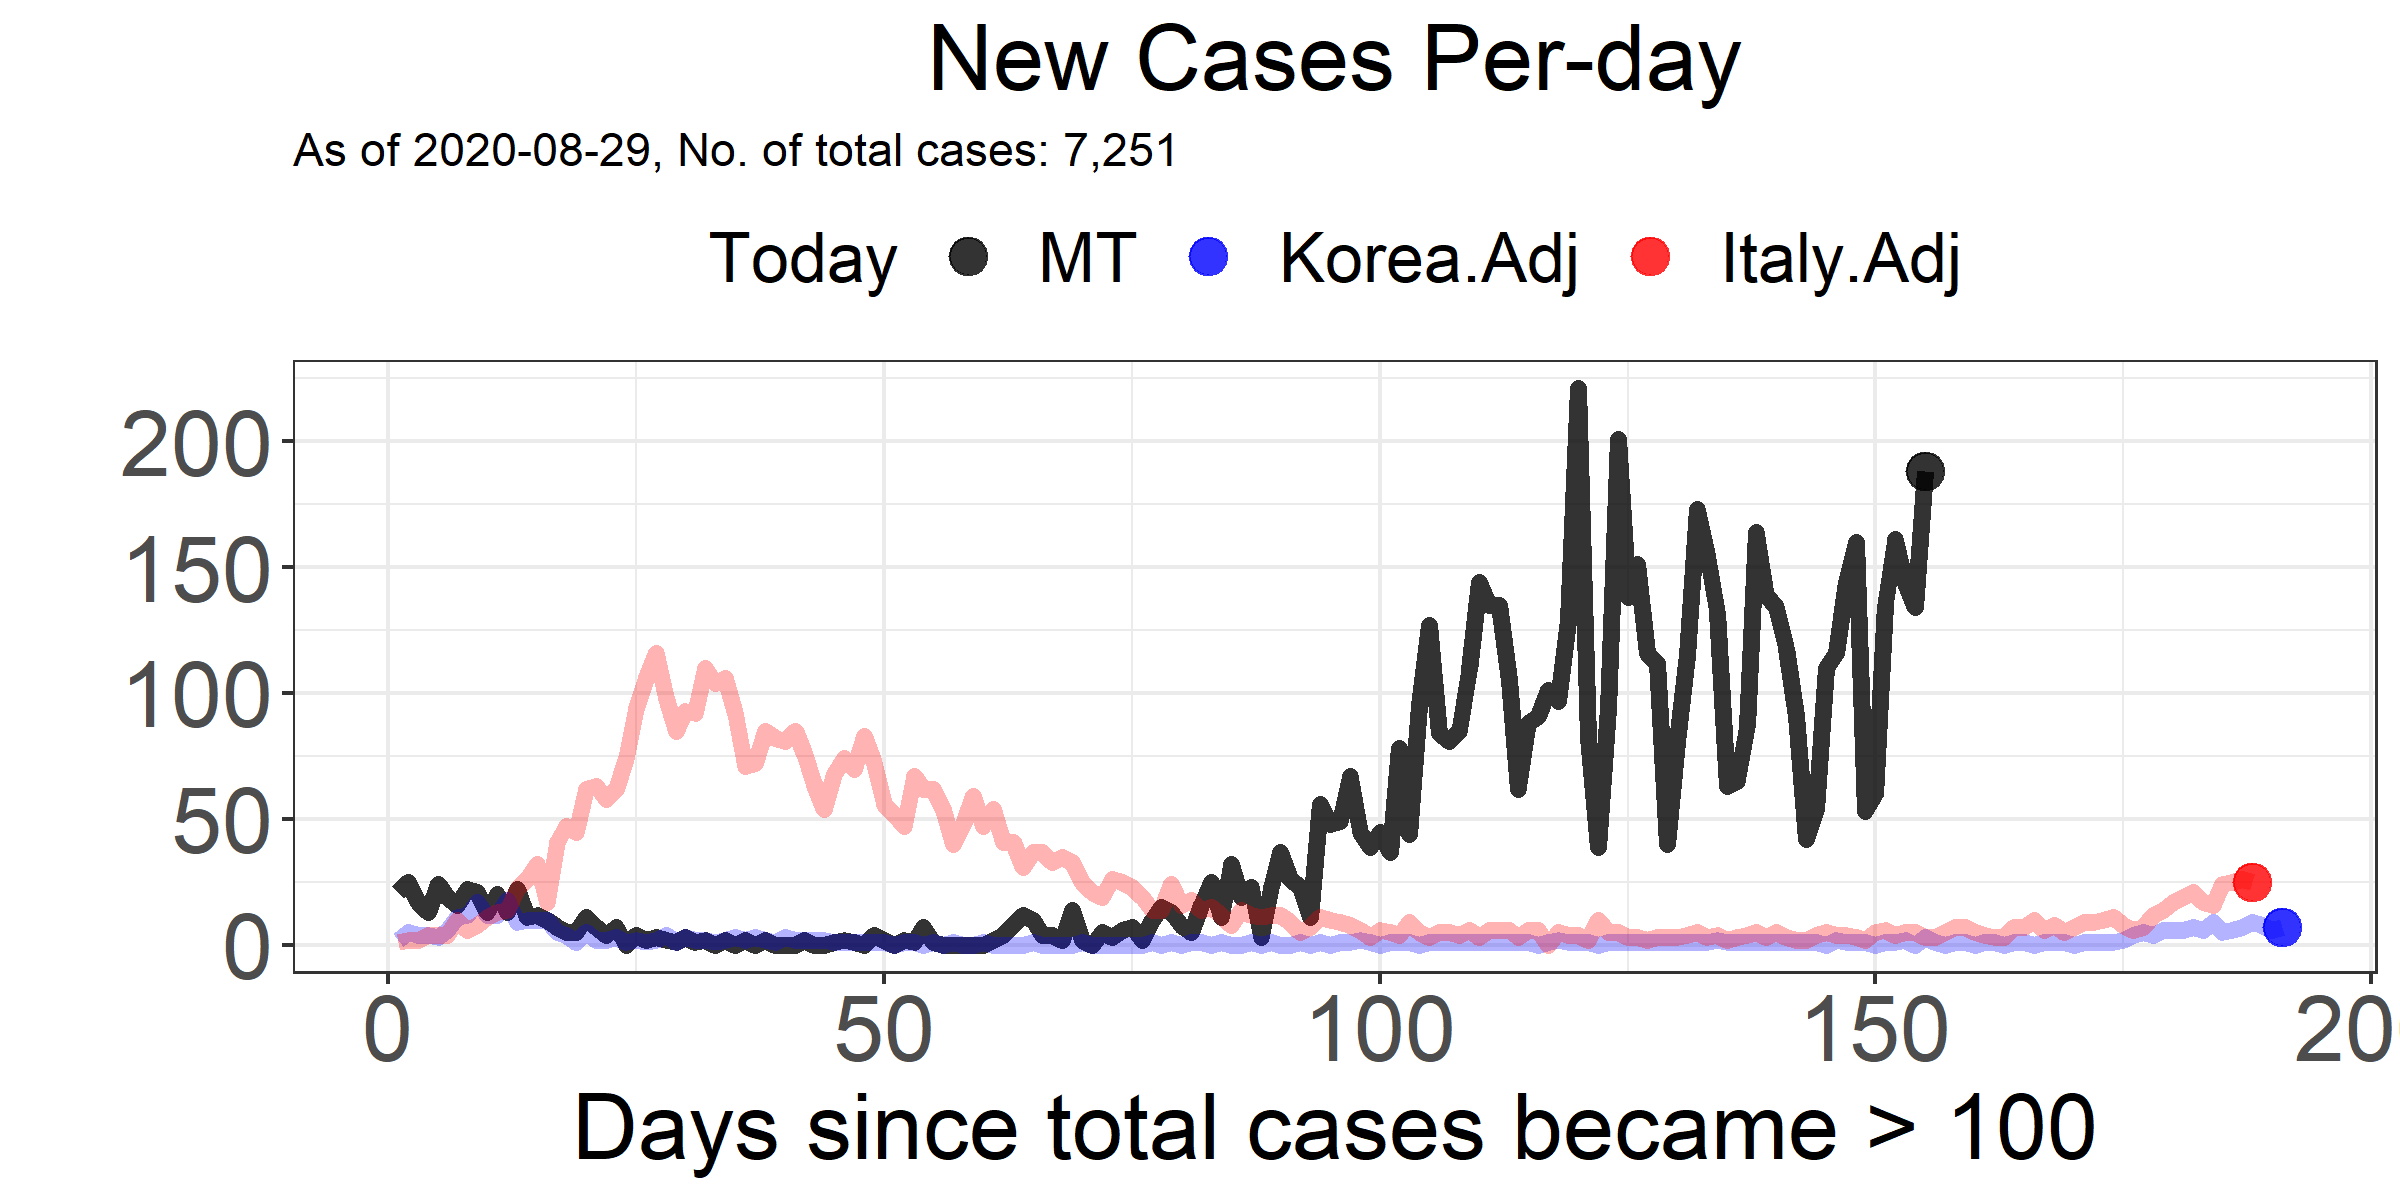 New Cases Per-day
As of 2020-08-29, No. of total cases: 7,251
Today MT Korea.Adj Italy.Adj
200
150
100
50
0
0 50 100 150 20
Days since total cases became > 100